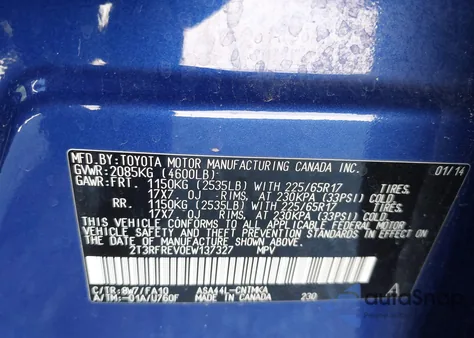 MFD.BY: TOYOTA MOTOR MANUFACTURING CANADA INC. 01/14
GVWR: 2085KG (4600LB)
GAWR: FRT. 1150KG (2535LB) WITH 225/65R17 TIRES,
17X7 OJ RIMS, AT 230KPA (33PSI) COLD.
RR. 1150KG (2535LB) WITH 225/65R17 TIRES,
17X7 OJ RIMS, AT 230KPA (33PSI) COLD.
THIS VEHICLE CONFORMS TO ALL APPLICABLE FEDERAL MOTOR
VEHICLE SAFETY AND THEFT PREVENTION STANDARDS IN EFFECT ON THE
DATE OF MANUFACTURE SHOWN ABOVE.
2T3RFREV0EW137327 MPV
C/TR: 8W7/FA10 ASA44L-CNTMKA A
A/TM: -01A/U760F MADE IN CANADA 230
autoSnap